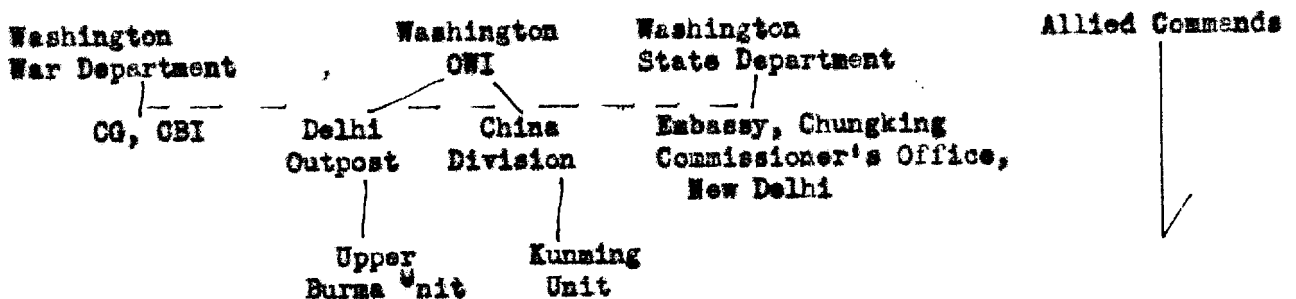 Washington
War Department
Washington
OWI
Washington
State Department
Allied Commands
CG, CBI
Delhi
Outpost
China
Division
Embassy, Chungking
Commissioner's Office,
New Delhi
Upper
Burma Unit
Kunming
Unit